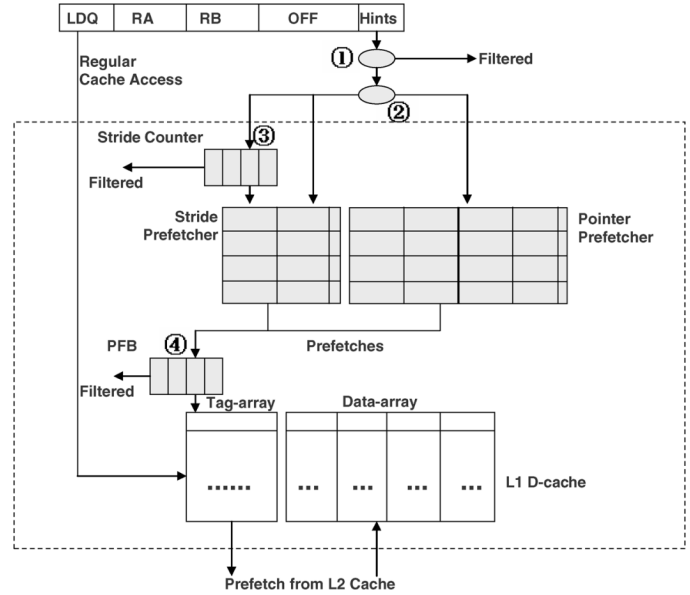 LDQ RA RB OFF Hints
① Filtered
Regular
Cache Access
②
Stride Counter ③
Filtered
Stride
Prefetcher
Pointer
Prefetcher
PFB ④ Prefetches
Filtered
Tag-array Data-array
...... ... ... ... ...
L1 D-cache
Prefetch from L2 Cache